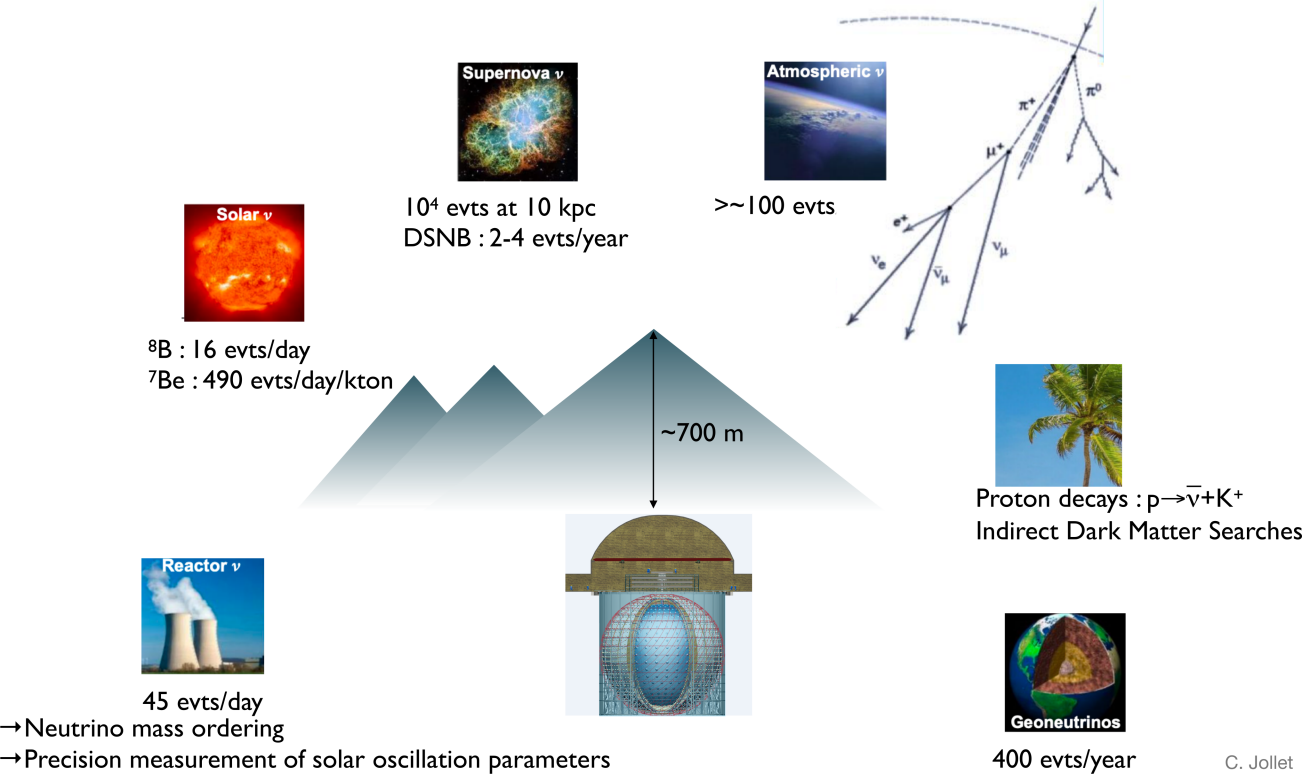 Supernova ν
10⁴ evts at 10 kpc
DSNB : 2-4 evts/year
Atmospheric ν
>~100 evts
π⁺
π⁰
μ⁺
e⁺
νₑ
ν̅_μ
ν_μ
Solar ν
⁸B : 16 evts/day
⁷Be : 490 evts/day/kton
~700 m
Proton decays : p→ν̅+K⁺
Indirect Dark Matter Searches
Reactor ν
45 evts/day
→Neutrino mass ordering
→Precision measurement of solar oscillation parameters
Geoneutrinos
400 evts/year
C. Jollet